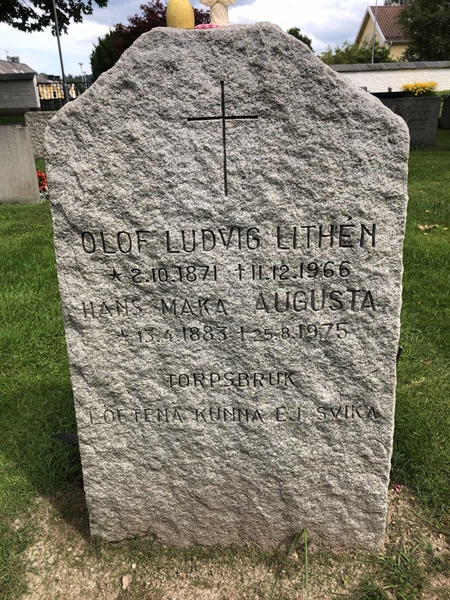 OLOF LUDVIG LITHÉN
* 2.10.1871 † 11.12.1966
HANS MAKA AUGUSTA
* 13.4.1883 † 25.8.1975
TORPSBRUK
LÖFTENA KUNNA EJ SVIKA